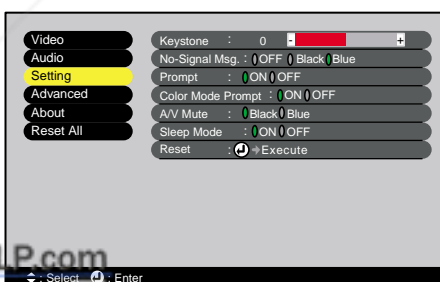 Video
Audio
Setting
Advanced
About
Reset All
Keystone : 0 - +
No-Signal Msg. : OFF Black Blue
Prompt : ON OFF
Color Mode Prompt : ON OFF
A/V Mute : Black Blue
Sleep Mode : ON OFF
Reset : Execute
P.com
: Select : Enter